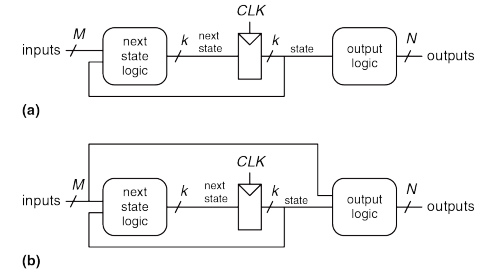 CLK
inputs M next state logic k next state k state output logic N outputs
(a)
CLK
inputs M next state logic k next state k state output logic N outputs
(b)